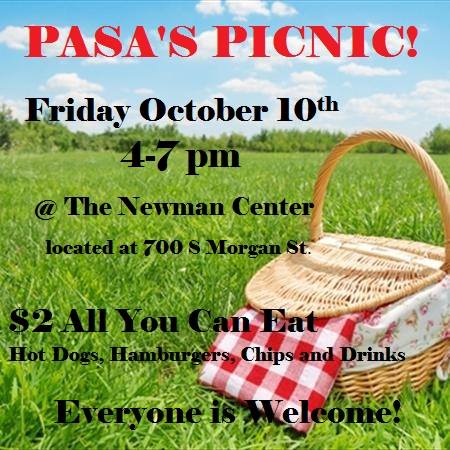 PASA'S PICNIC!
Friday October 10th
4-7 pm
@ The Newman Center
located at 700 S Morgan St.
$2 All You Can Eat
Hot Dogs, Hamburgers, Chips and Drinks
Everyone is Welcome!